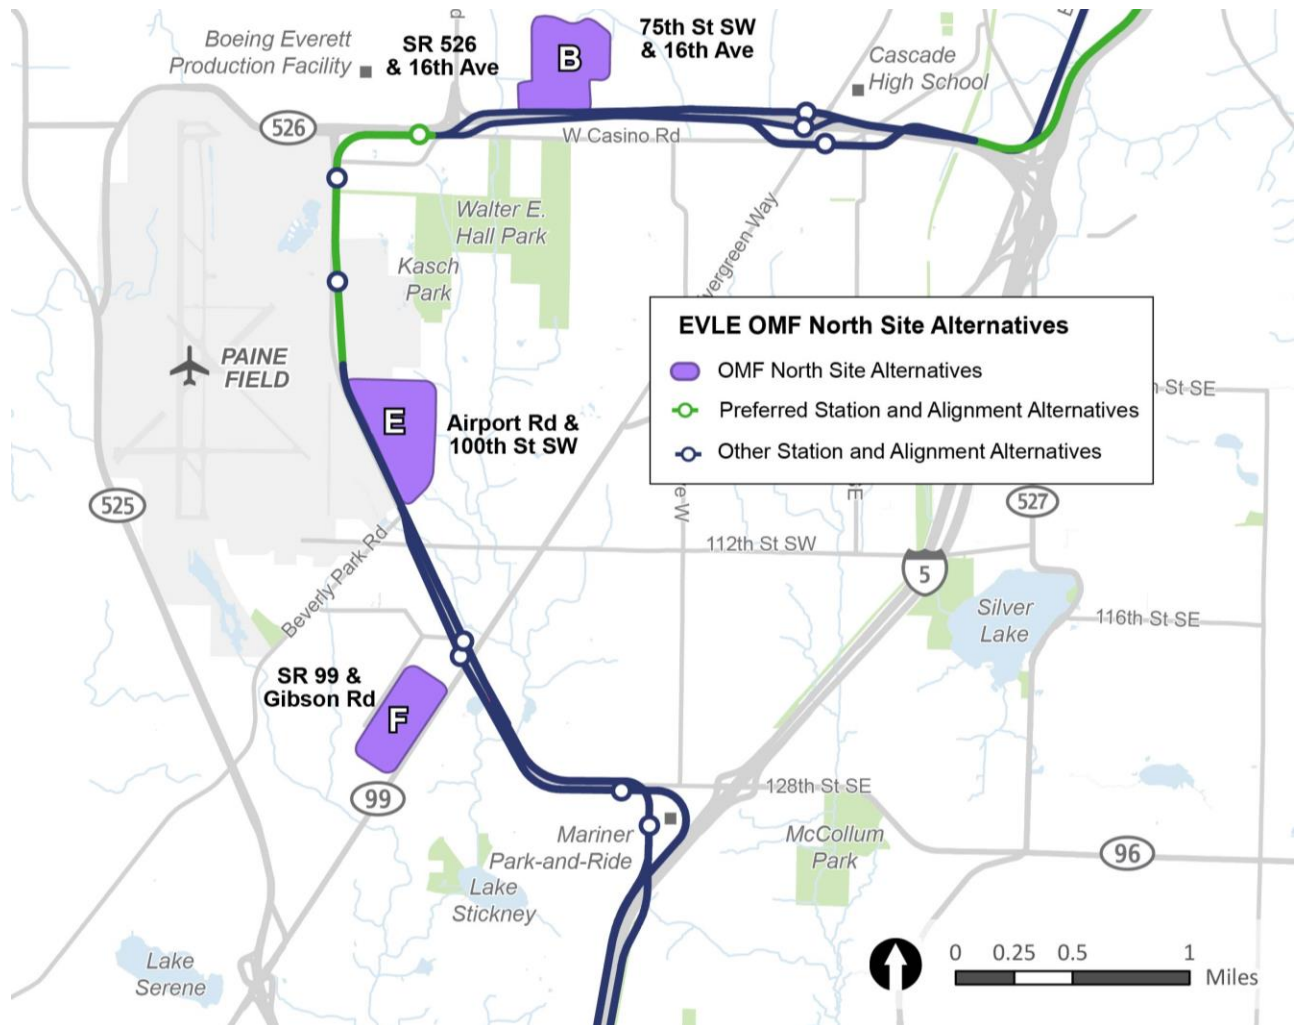 Boeing Everett
Production Facility
SR 526
& 16th Ave
B
75th St SW
& 16th Ave
Cascade
High School
526
W Casino Rd
Walter E.
Hall Park
Kasch
Park
PAINE
FIELD
EVLE OMF North Site Alternatives
OMF North Site Alternatives
Preferred Station and Alignment Alternatives
Other Station and Alignment Alternatives
St SE
E
Airport Rd &
100th St SW
525
527
112th St SW
Beverly Park Rd
5
Silver
Lake
116th St SE
SR 99 &
Gibson Rd
F
99
128th St SE
Mariner
Park-and-Ride
McCollum
Park
96
Lake
Stickney
Lake
Serene
0 0.25 0.5 1
Miles